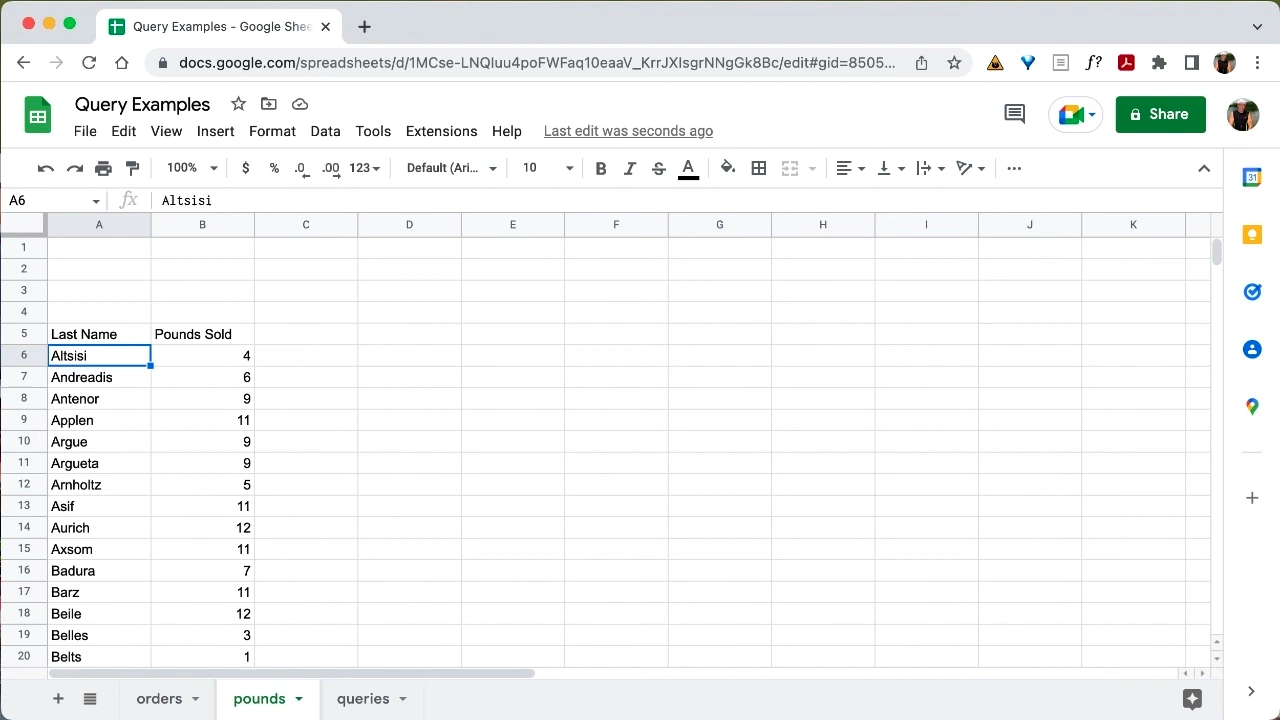 Query Examples - Google Shee
docs.google.com/spreadsheets/d/1MCse-LNQIuu4poFWFaq10eaaV_KrrJXIsgrNNgGk8Bc/edit#gid=8505...
f?
Query Examples
File Edit View Insert Format Data Tools Extensions Help Last edit was seconds ago
Share
100% $ % .0 .00 123 Default (Ari... 10 B I S A
31
A6 fx Altsisi
A B C D E F G H I J K
1
2
3
4
5 Last Name Pounds Sold
6 Altsisi 4
7 Andreadis 6
8 Antenor 9
9 Applen 11
10 Argue 9
11 Argueta 9
12 Arnholtz 5
13 Asif 11
14 Aurich 12
15 Axsom 11
16 Badura 7
17 Barz 11
18 Beile 12
19 Belles 3
20 Belts 1
orders pounds queries